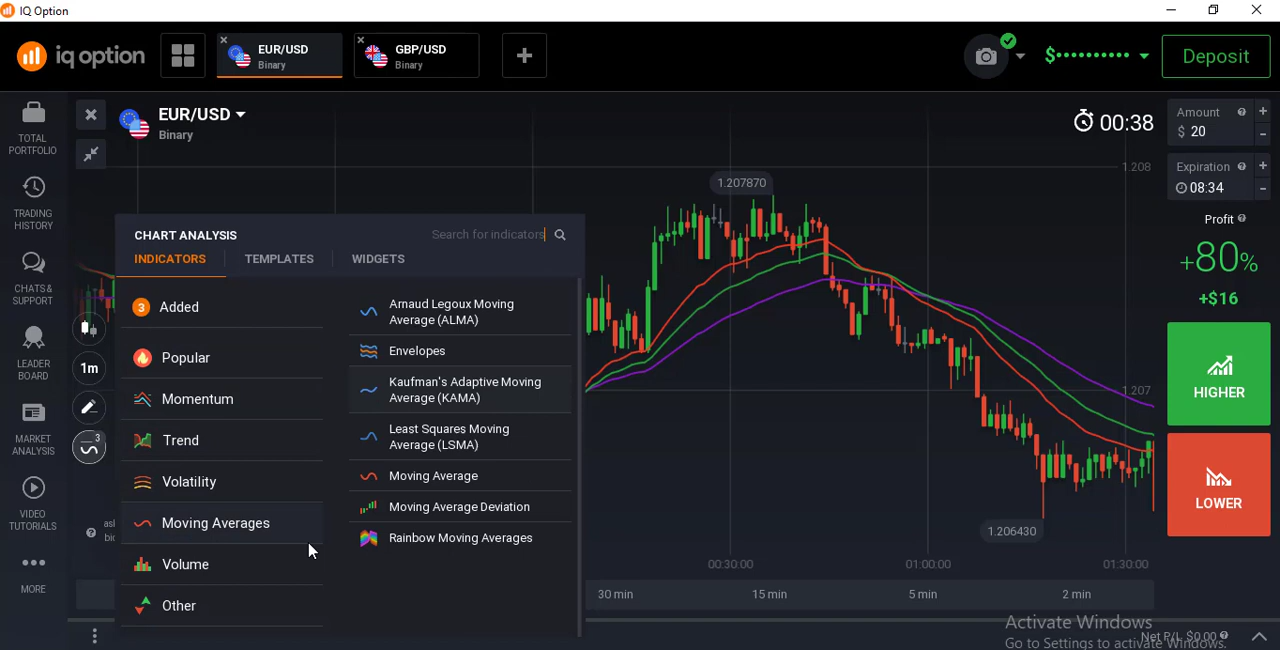 IQ Option
iq option
EUR/USD
Binary
GBP/USD
Binary
Deposit
TOTAL
PORTFOLIO
TRADING
HISTORY
CHATS &
SUPPORT
LEADER
BOARD
MARKET
ANALYSIS
VIDEO
TUTORIALS
MORE
EUR/USD
Binary
1m
3
CHART ANALYSIS
Search for indicators
INDICATORS
TEMPLATES
WIDGETS
3 Added
Popular
Momentum
Trend
Volatility
Moving Averages
Volume
Other
Arnaud Legoux Moving
Average (ALMA)
Envelopes
Kaufman's Adaptive Moving
Average (KAMA)
Least Squares Moving
Average (LSMA)
Moving Average
Moving Average Deviation
Rainbow Moving Averages
00:38
1.208
1.207870
1.207
1.206430
00:30:00
01:00:00
01:30:00
30 min
15 min
5 min
2 min
Amount
$ 20
Expiration
08:34
Profit
+80%
+$16
HIGHER
LOWER
Activate Windows
Go to Settings to activate Windows.
Net P/L $0.00